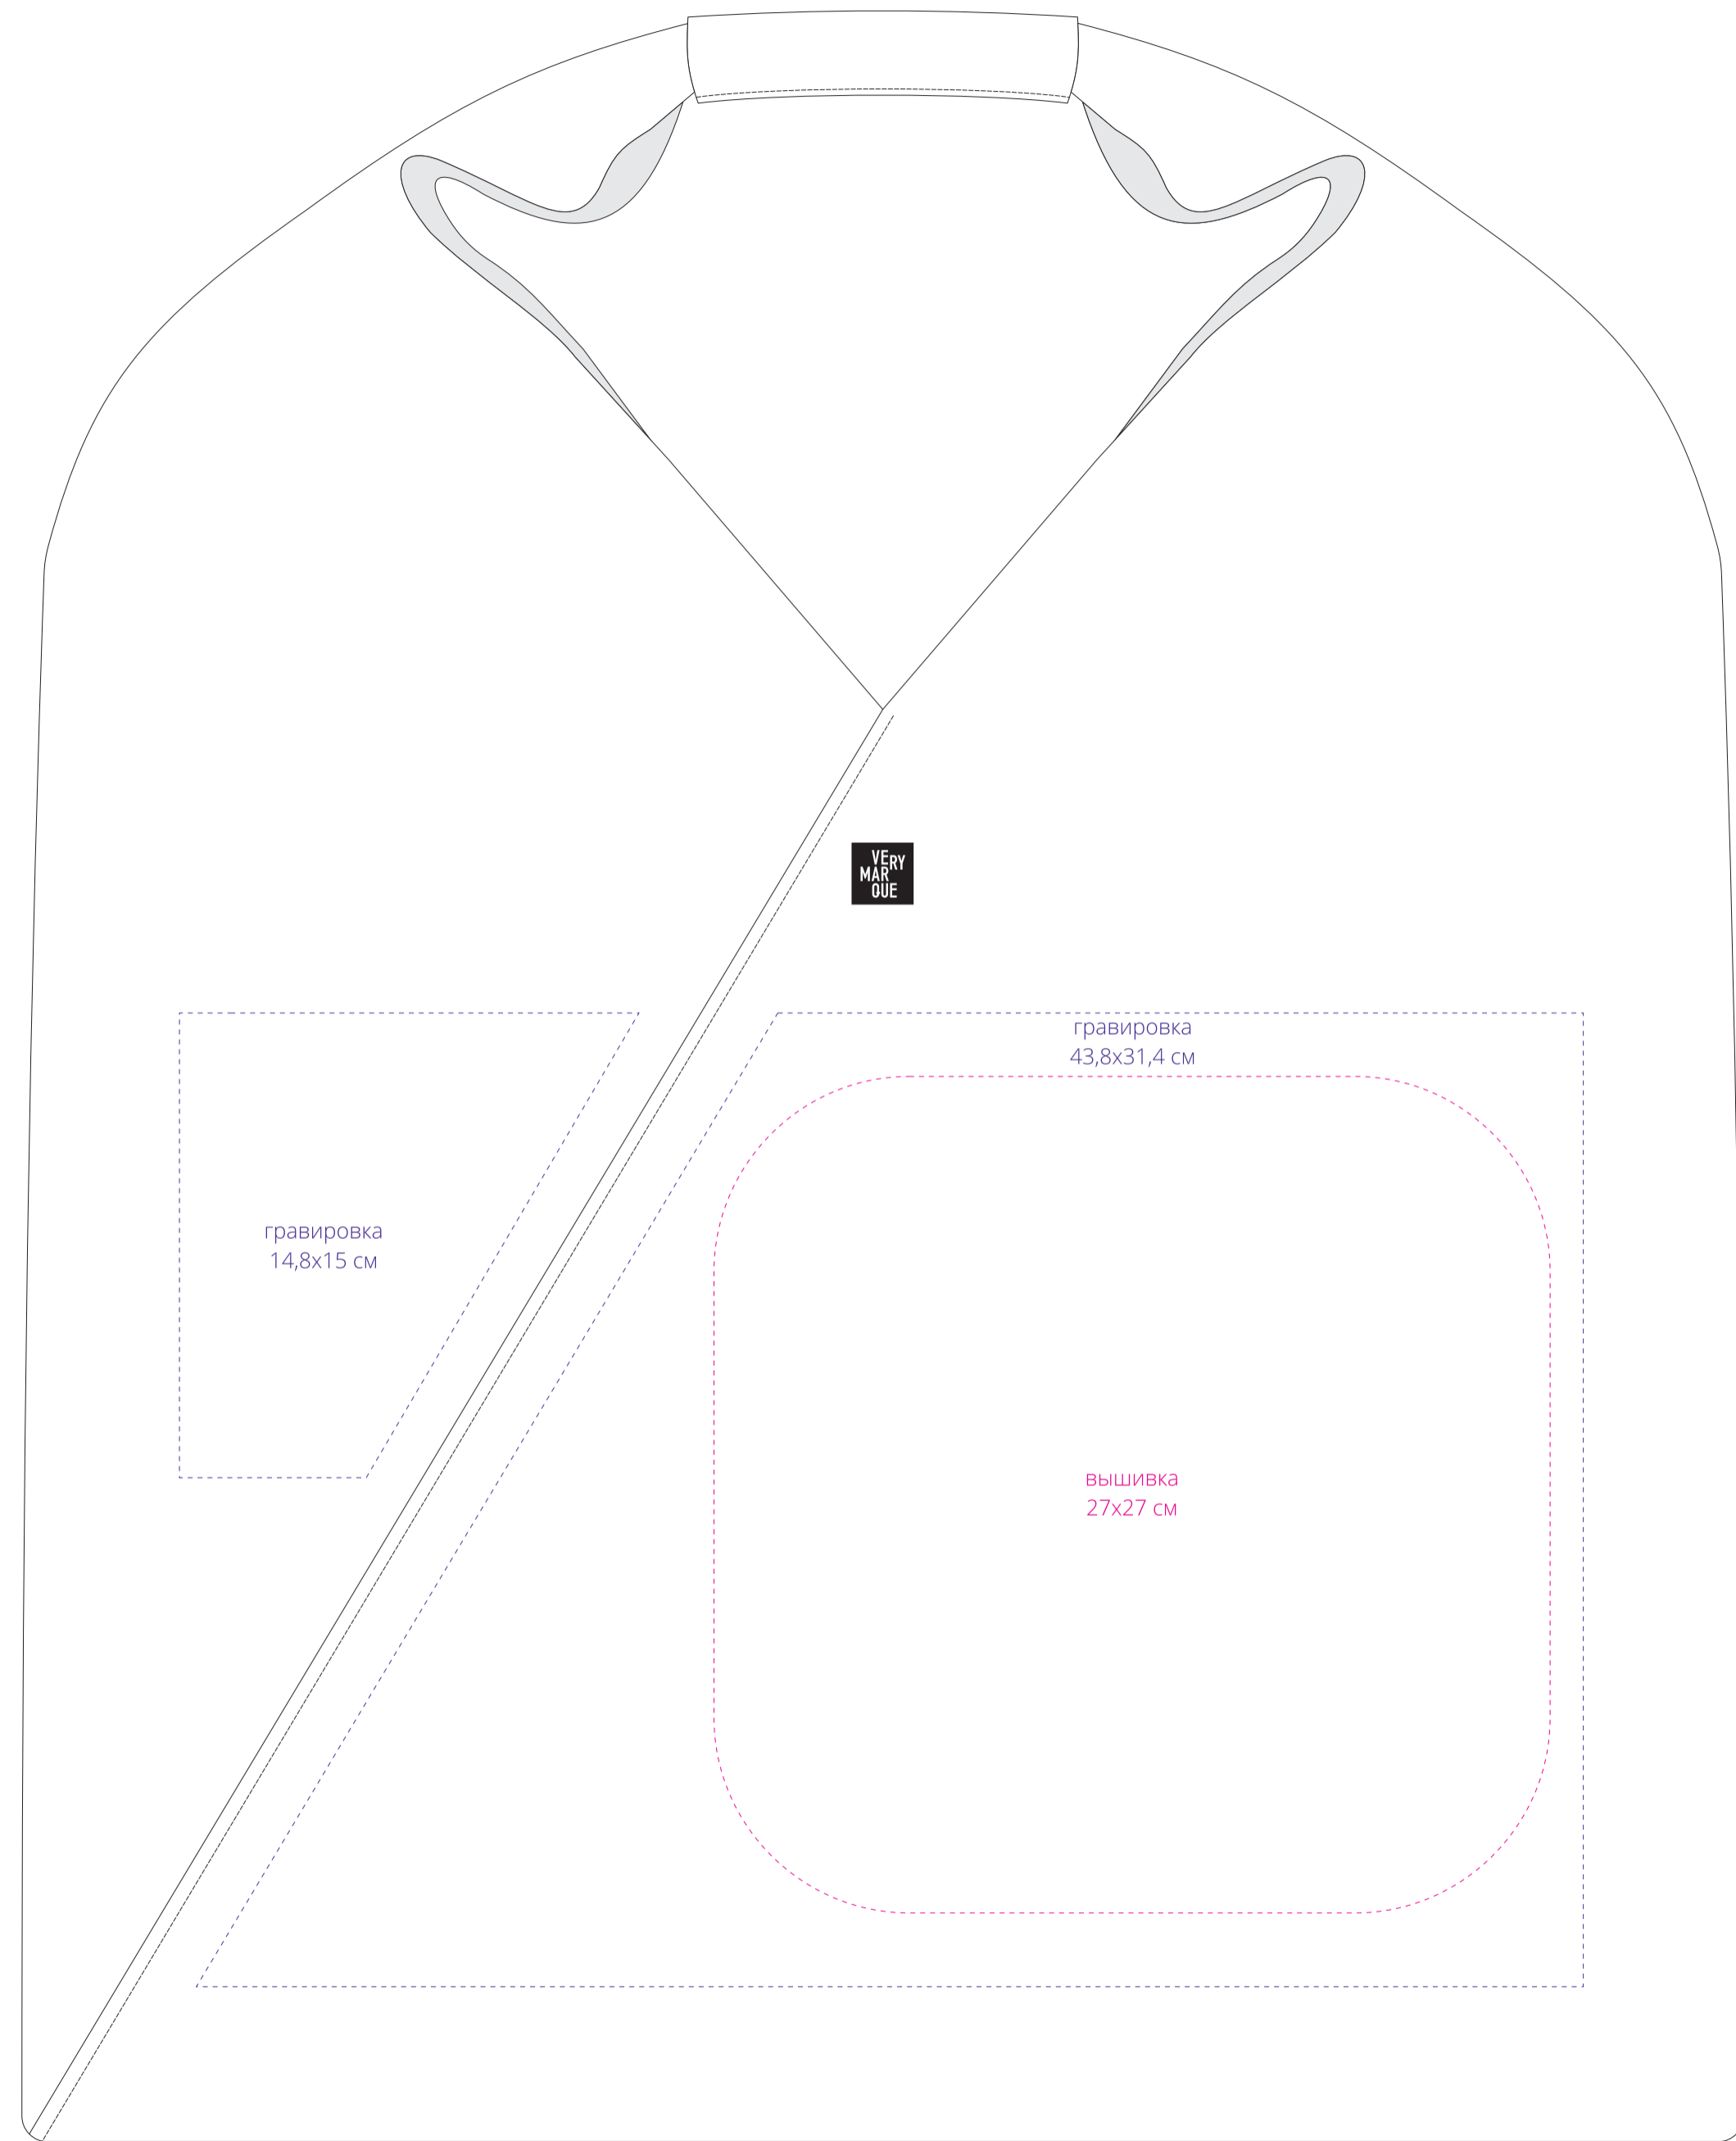 VERY
MAR
QUE
гравировка
43,8x31,4 см
гравировка
14,8x15 см
вышивка
27x27 см